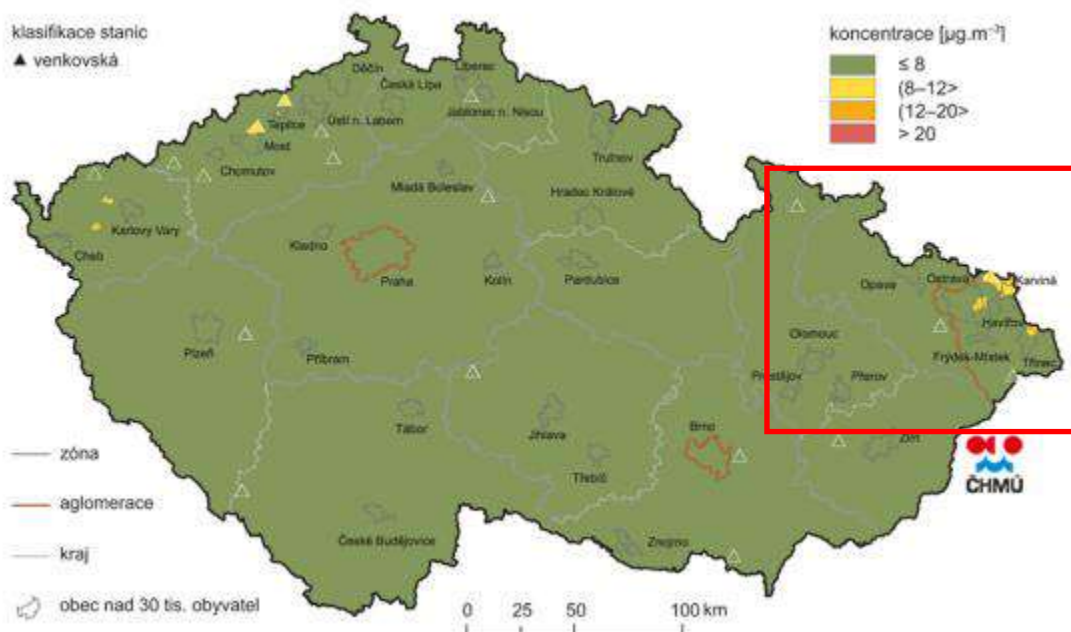 klasifikace stanic
▲ venkovská
koncentrace [µg.m⁻³]
≤ 8
(8–12>
(12–20>
> 20
Děčín
Liberec
Česká Lípa
Teplice
Ústí n. Labem
Jablonec n. Nisou
Most
Chomutov
Trutnov
Mladá Boleslav
Hradec Králové
Karlovy Vary
Kladno
Cheb
Praha
Kolín
Pardubice
Opava
Ostrava
Karviná
Havířov
Olomouc
Plzeň
Příbram
Frýdek-Místek
Třinec
Prostějov
Přerov
Tábor
Jihlava
Brno
Zlín
Třebíč
zóna
ČHMÚ
aglomerace
České Budějovice
Znojmo
kraj
obec nad 30 tis. obyvatel
0 25 50 100 km